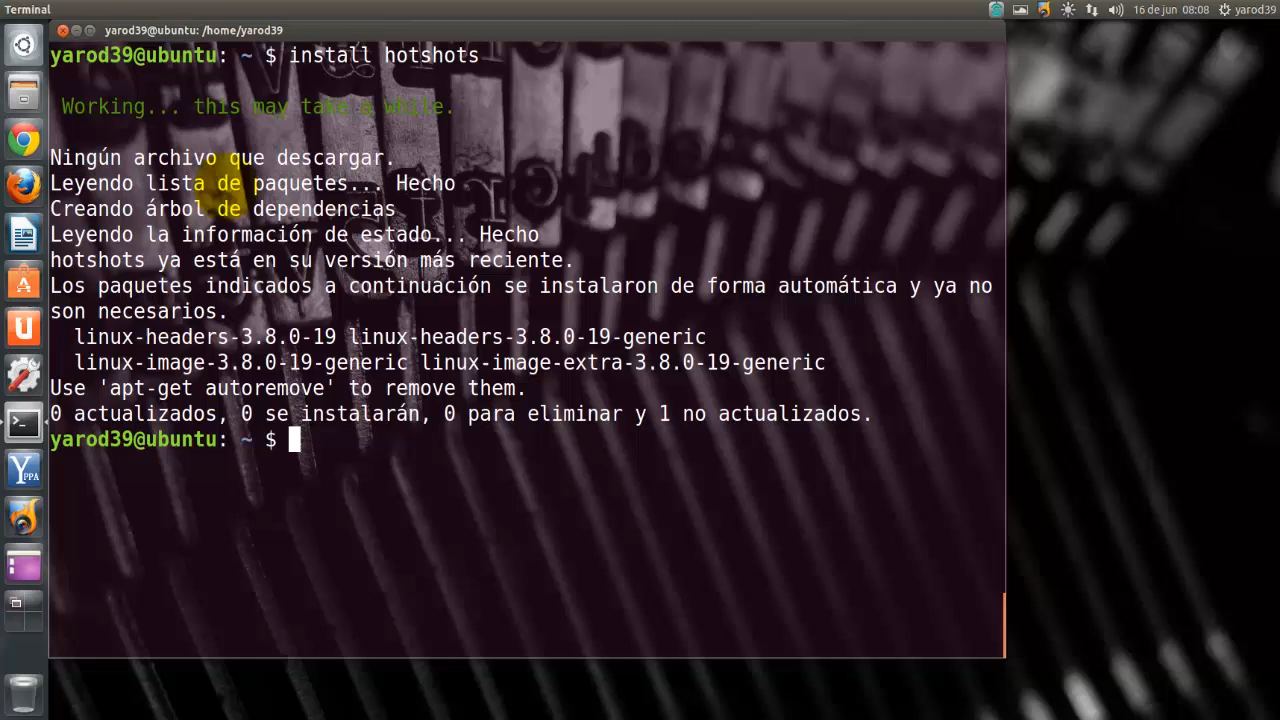 Terminal
16 de jun 08:08
yarod39
yarod39@ubuntu: /home/yarod39
yarod39@ubuntu: ~ $ install hotshots
Working... this may take a while.
Ningún archivo que descargar.
Leyendo lista de paquetes... Hecho
Creando árbol de dependencias
Leyendo la información de estado... Hecho
hotshots ya está en su versión más reciente.
Los paquetes indicados a continuación se instalaron de forma automática y ya no
son necesarios.
linux-headers-3.8.0-19 linux-headers-3.8.0-19-generic
linux-image-3.8.0-19-generic linux-image-extra-3.8.0-19-generic
Use 'apt-get autoremove' to remove them.
0 actualizados, 0 se instalarán, 0 para eliminar y 1 no actualizados.
yarod39@ubuntu: ~ $
Y PPA